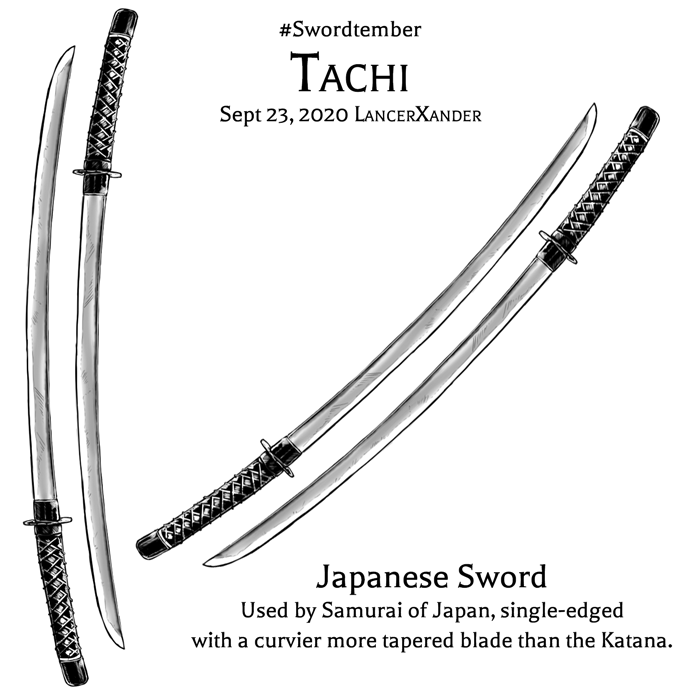 #Swordtember
Tachi
Sept 23, 2020 LancerXander
Japanese Sword
Used by Samurai of Japan, single-edged
with a curvier more tapered blade than the Katana.